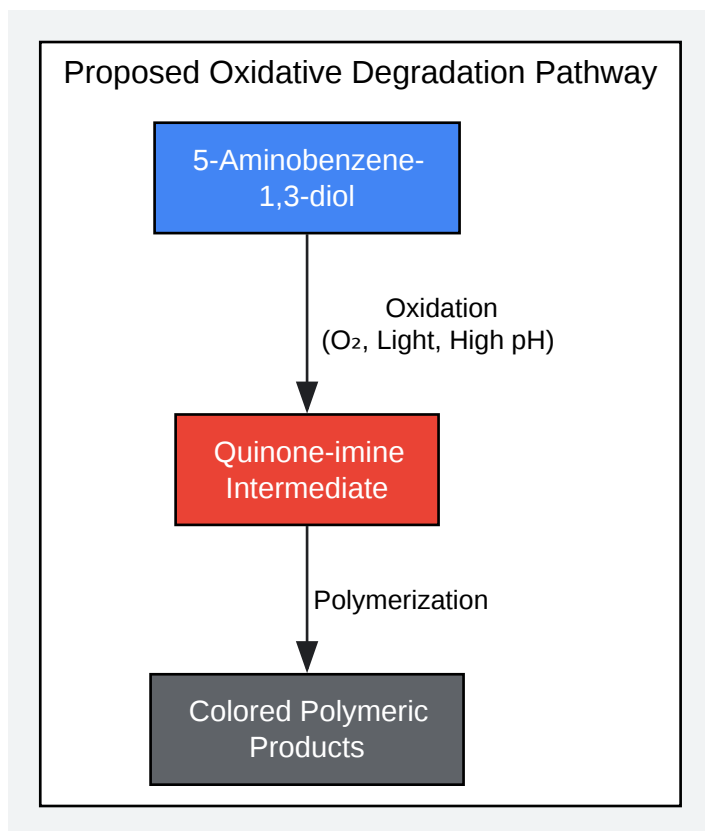 Proposed Oxidative Degradation Pathway
5-Aminobenzene-
1,3-diol
Oxidation
(O₂, Light, High pH)
Quinone-imine
Intermediate
Polymerization
Colored Polymeric
Products